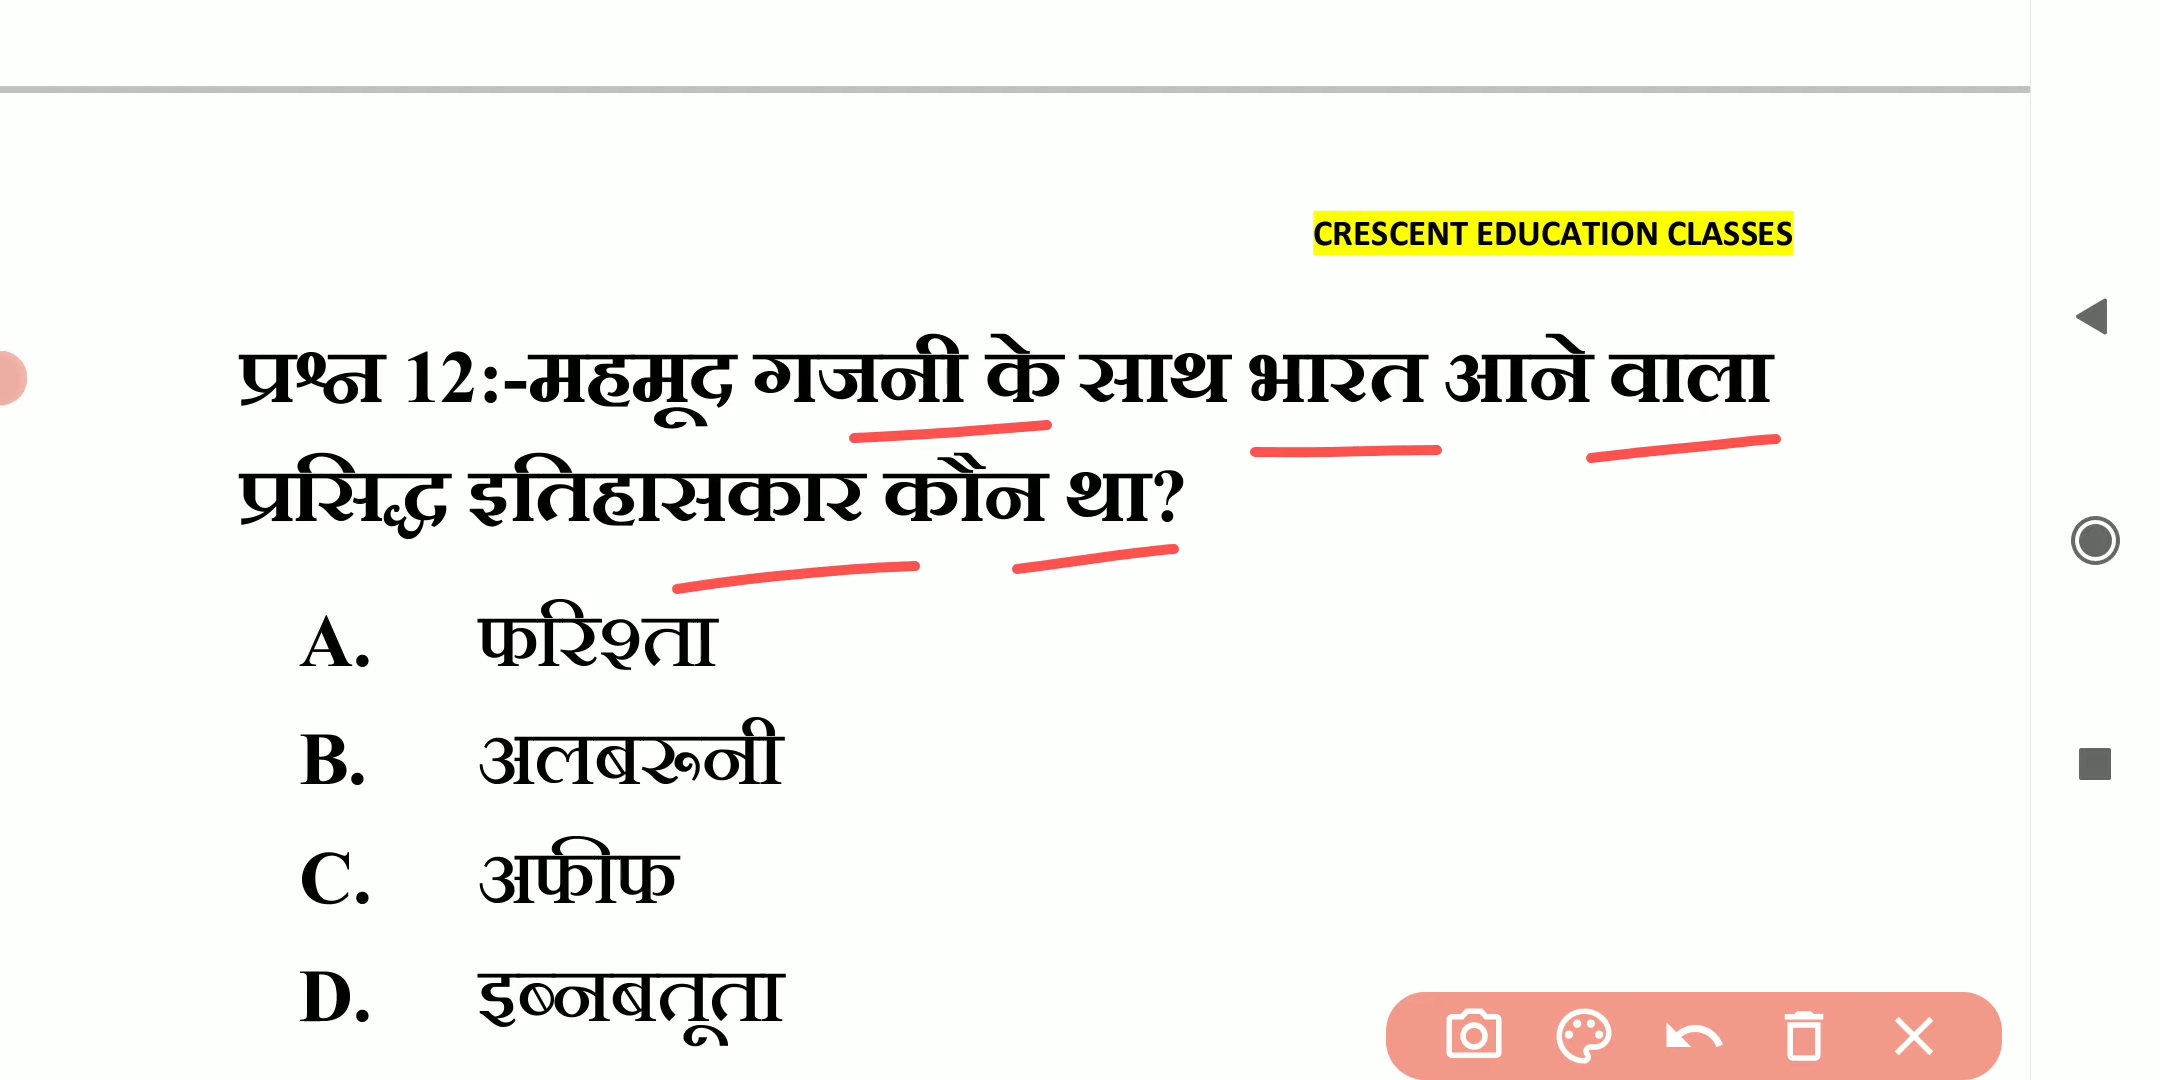 CRESCENT EDUCATION CLASSES
प्रश्न 12:-महमूद गजनी के साथ भारत आने वाला
प्रसिद्ध इतिहासकार कौन था?
A. फरिश्ता
B. अलबरूनी
C. अफीफ
D. इब्नबतूता